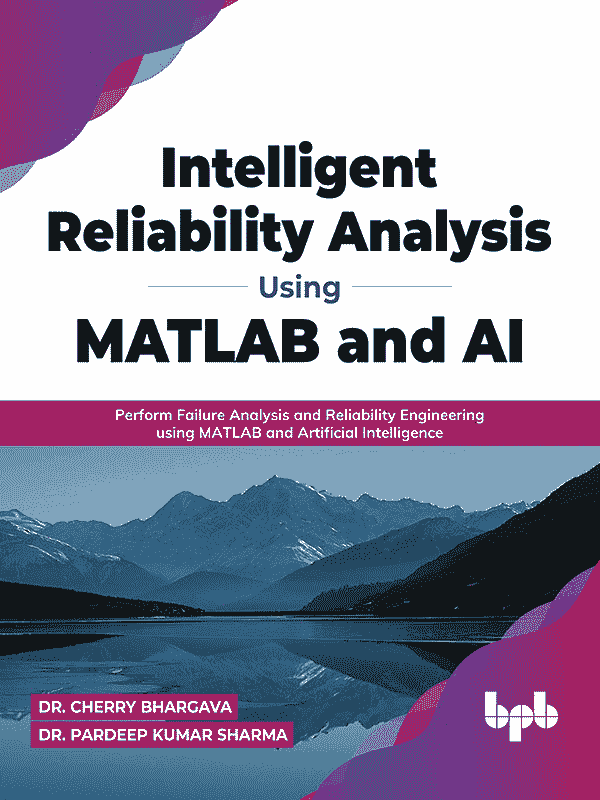 Intelligent
Reliability Analysis
Using
MATLAB and AI
Perform Failure Analysis and Reliability Engineering
using MATLAB and Artificial Intelligence
DR. CHERRY BHARGAVA
DR. PARDEEP KUMAR SHARMA
bpb